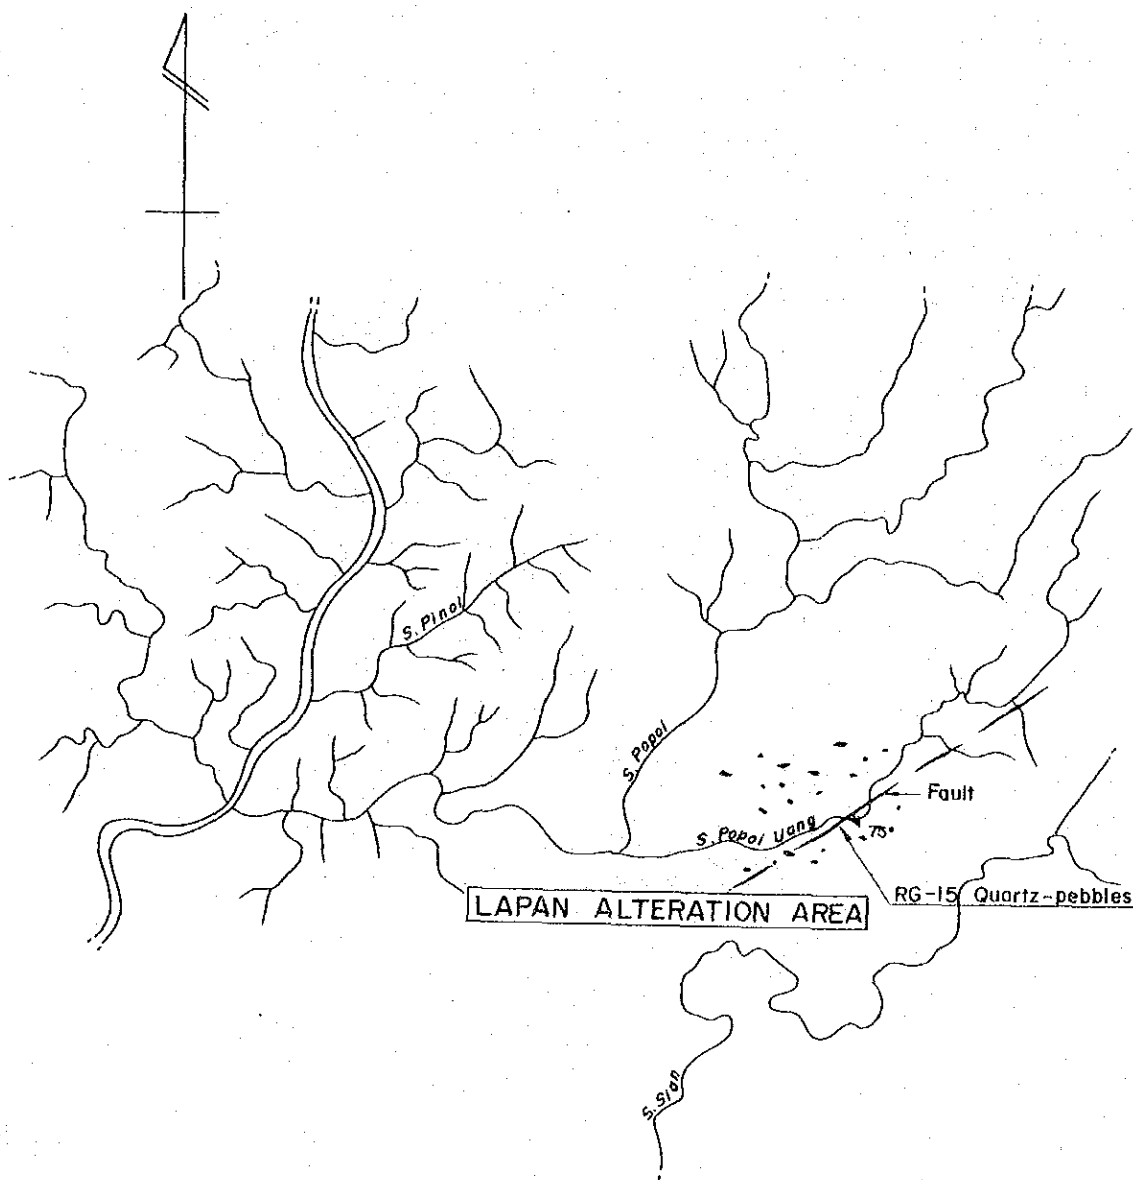 S. Pinol
S. Popol
Fault
S. Popol Uang
75°
RG-15 Quartz-pebbles
LAPAN ALTERATION AREA
S. Sian